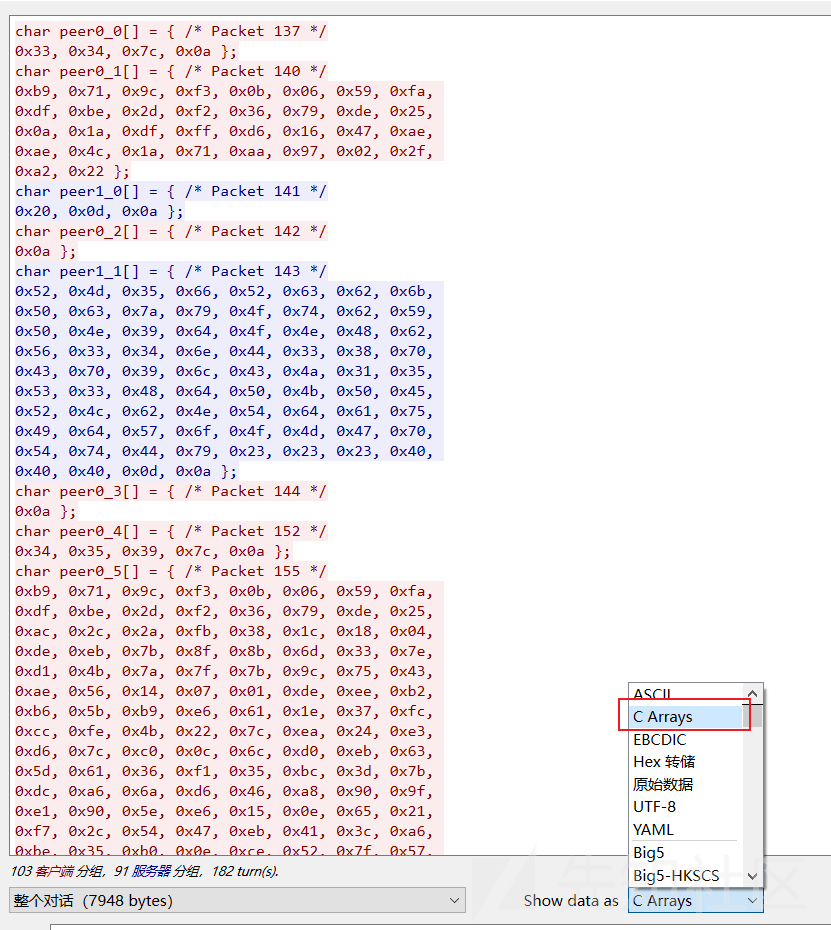 char peer0_0[] = { /* Packet 137 */
0x33, 0x34, 0x7c, 0x0a };
char peer0_1[] = { /* Packet 140 */
0xb9, 0x71, 0x9c, 0xf3, 0x0b, 0x06, 0x59, 0xfa,
0xdf, 0xbe, 0x2d, 0xf2, 0x36, 0x79, 0xde, 0x25,
0x0a, 0x1a, 0xdf, 0xff, 0xd6, 0x16, 0x47, 0xae,
0xae, 0x4c, 0x1a, 0x71, 0xaa, 0x97, 0x02, 0x2f,
0xa2, 0x22 };
char peer1_0[] = { /* Packet 141 */
0x20, 0x0d, 0x0a };
char peer0_2[] = { /* Packet 142 */
0x0a };
char peer1_1[] = { /* Packet 143 */
0x52, 0x4d, 0x35, 0x66, 0x52, 0x63, 0x62, 0x6b,
0x50, 0x63, 0x7a, 0x79, 0x4f, 0x74, 0x62, 0x59,
0x50, 0x4e, 0x39, 0x64, 0x4f, 0x4e, 0x48, 0x62,
0x56, 0x33, 0x34, 0x6e, 0x44, 0x33, 0x38, 0x70,
0x43, 0x70, 0x39, 0x6c, 0x43, 0x4a, 0x31, 0x35,
0x53, 0x33, 0x48, 0x64, 0x50, 0x4b, 0x50, 0x45,
0x52, 0x4c, 0x62, 0x4e, 0x54, 0x64, 0x61, 0x75,
0x49, 0x64, 0x57, 0x6f, 0x4f, 0x4d, 0x47, 0x70,
0x54, 0x74, 0x44, 0x79, 0x23, 0x23, 0x23, 0x40,
0x40, 0x40, 0x0d, 0x0a };
char peer0_3[] = { /* Packet 144 */
0x0a };
char peer0_4[] = { /* Packet 152 */
0x34, 0x35, 0x39, 0x7c, 0x0a };
char peer0_5[] = { /* Packet 155 */
0xb9, 0x71, 0x9c, 0xf3, 0x0b, 0x06, 0x59, 0xfa,
0xdf, 0xbe, 0x2d, 0xf2, 0x36, 0x79, 0xde, 0x25,
0xac, 0x2c, 0x2a, 0xfb, 0x38, 0x1c, 0x18, 0x04,
0xde, 0xeb, 0x7b, 0x8f, 0x8b, 0x6d, 0x33, 0x7e,
0xd1, 0x4b, 0x7a, 0x7f, 0x7b, 0x9c, 0x75, 0x43,
0xae, 0x56, 0x14, 0x07, 0x01, 0xde, 0xee, 0xb2,
0xb6, 0x5b, 0xb9, 0xe6, 0x61, 0x1e, 0x37, 0xfc,
0xcc, 0xfe, 0x4b, 0x22, 0x7c, 0xea, 0x24, 0xe3,
0xd6, 0x7c, 0xc0, 0x0c, 0x6c, 0xd0, 0xeb, 0x63,
0x5d, 0x61, 0x36, 0xf1, 0x35, 0xbc, 0x3d, 0x7b,
0xdc, 0xa6, 0x6a, 0xd6, 0x46, 0xa8, 0x90, 0x9f,
0xe1, 0x90, 0x5e, 0xe6, 0x15, 0x0e, 0x65, 0x21,
0xf7, 0x2c, 0x54, 0x47, 0xeb, 0x41, 0x3c, 0xa6,
0xbe, 0x35, 0xb0, 0x0e, 0xce, 0x52, 0x7f, 0x57,
ASCII
C Arrays
EBCDIC
Hex 转储
原始数据
UTF-8
YAML
Big5
Big5-HKSCS
103 客户端 分组，91 服务器 分组，182 turn(s).
整个对话（7948 bytes）
Show data as C Arrays